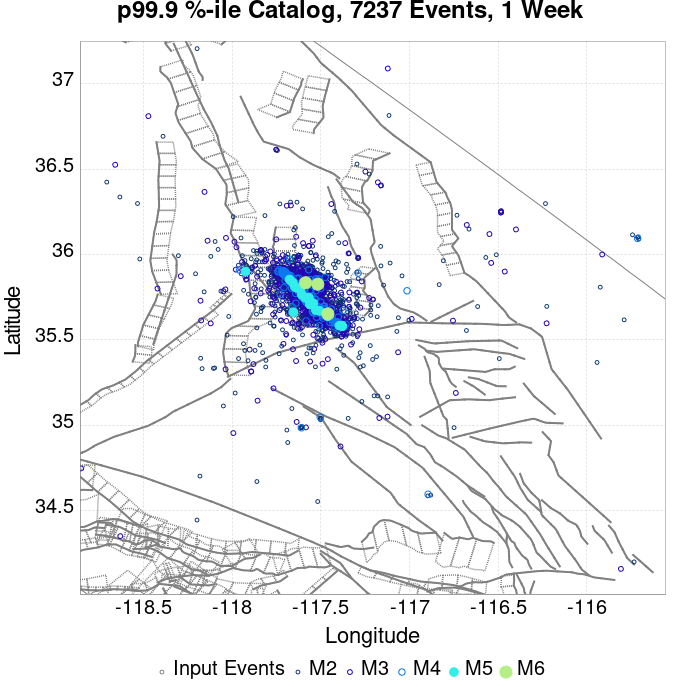 p99.9 %-ile Catalog, 7237 Events, 1 Week
37
36.5
36
35.5
35
34.5
Latitude
-118.5 -118 -117.5 -117 -116.5 -116
Longitude
Input Events M2 M3 M4 M5 M6